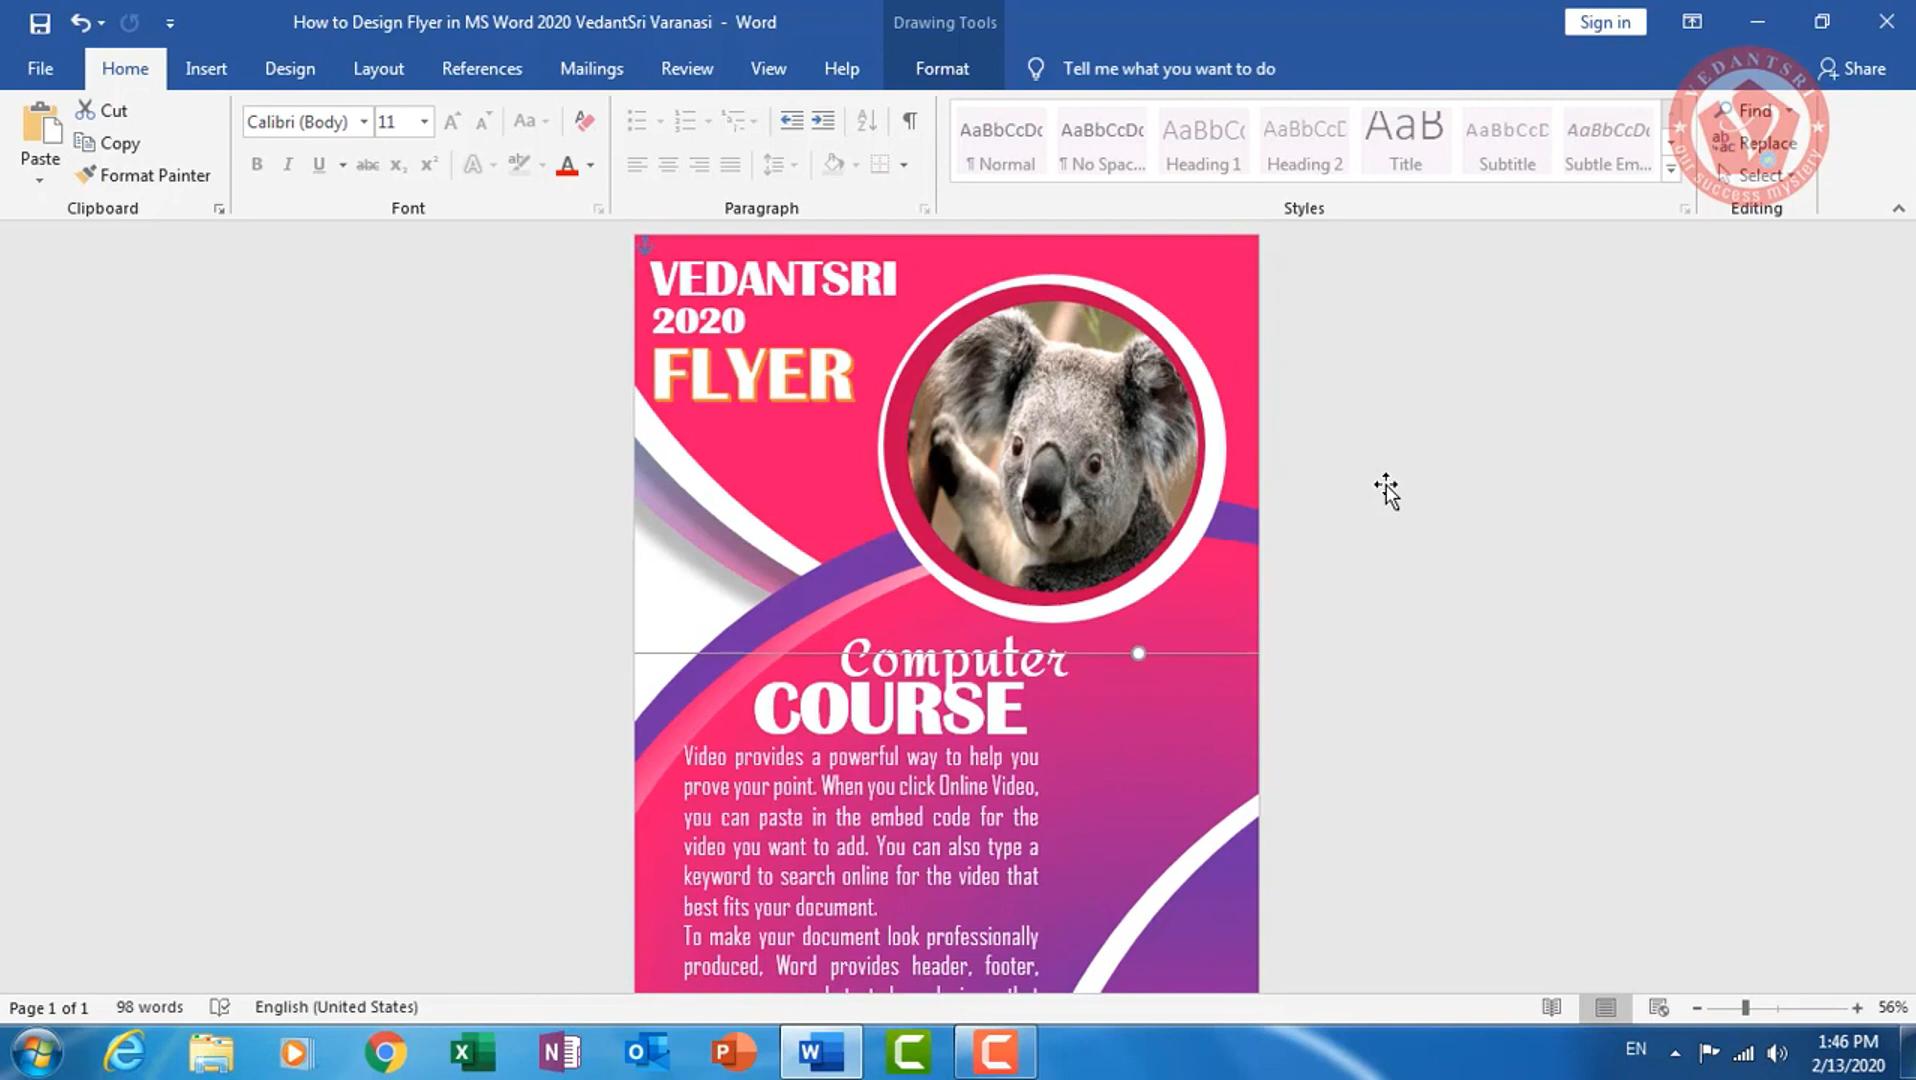 How to Design Flyer in MS Word 2020 VedantSri Varanasi - Word
Drawing Tools
Sign in
File
Home
Insert
Design
Layout
References
Mailings
Review
View
Help
Format
Tell me what you want to do
Share
Paste
Cut
Copy
Format Painter
Clipboard
Calibri (Body)
11
Font
Paragraph
AaBbCcDc
¶ Normal
AaBbCcDc
¶ No Spac...
AaBbCc
Heading 1
AaBbCcD
Heading 2
AaB
Title
AaBbCcD
Subtitle
AaBbCcDc
Subtle Em...
Styles
Find
Replace
Select
Editing
VEDANTSRI
our success mystery
VEDANTSRI
2020
FLYER
Computer
COURSE
Video provides a powerful way to help you
prove your point. When you click Online Video,
you can paste in the embed code for the
video you want to add. You can also type a
keyword to search online for the video that
best fits your document.
To make your document look professionally
produced, Word provides header, footer,
Page 1 of 1
98 words
English (United States)
56%
EN
1:46 PM
2/13/2020